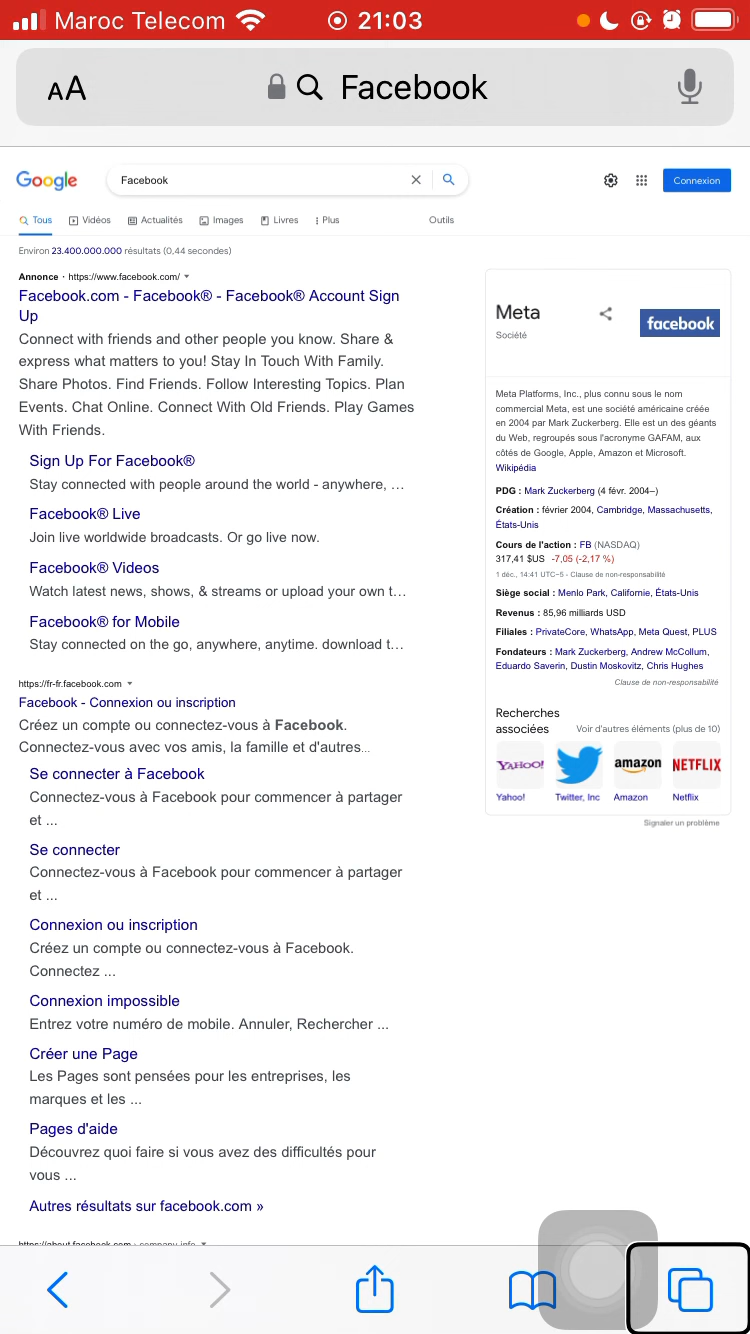 Maroc Telecom 21:03
AA Facebook
Google Facebook Connexion
Tous Vidéos Actualités Images Livres Plus Outils
Environ 23.400.000.000 résultats (0,44 secondes)
Annonce · https://www.facebook.com/
Facebook.com - Facebook® - Facebook® Account Sign
Up
Connect with friends and other people you know. Share &
express what matters to you! Stay In Touch With Family.
Share Photos. Find Friends. Follow Interesting Topics. Plan
Events. Chat Online. Connect With Old Friends. Play Games
With Friends.
Sign Up For Facebook®
Stay connected with people around the world - anywhere, ...
Facebook® Live
Join live worldwide broadcasts. Or go live now.
Facebook® Videos
Watch latest news, shows, & streams or upload your own t...
Facebook® for Mobile
Stay connected on the go, anywhere, anytime. download t...
https://fr-fr.facebook.com
Facebook - Connexion ou inscription
Créez un compte ou connectez-vous à Facebook.
Connectez-vous avec vos amis, la famille et d'autres...
Se connecter à Facebook
Connectez-vous à Facebook pour commencer à partager
et ...
Se connecter
Connectez-vous à Facebook pour commencer à partager
et ...
Connexion ou inscription
Créez un compte ou connectez-vous à Facebook.
Connectez ...
Connexion impossible
Entrez votre numéro de mobile. Annuler, Rechercher ...
Créer une Page
Les Pages sont pensées pour les entreprises, les
marques et les ...
Pages d'aide
Découvrez quoi faire si vous avez des difficultés pour
vous ...
Autres résultats sur facebook.com »
https://about.facebook.com › company-info
Meta
Société
facebook
Meta Platforms, Inc., plus connu sous le nom
commercial Meta, est une société américaine créée
en 2004 par Mark Zuckerberg. Elle est un des géants
du Web, regroupés sous l'acronyme GAFAM, aux
côtés de Google, Apple, Amazon et Microsoft.
Wikipédia
PDG : Mark Zuckerberg (4 févr. 2004–)
Création : février 2004, Cambridge, Massachusetts,
États-Unis
Cours de l'action : FB (NASDAQ)
317,41 $US -7,05 (-2,17 %)
1 déc., 14:41 UTC−5 - Clause de non-responsabilité
Siège social : Menlo Park, Californie, États-Unis
Revenus : 85,96 milliards USD
Filiales : PrivateCore, WhatsApp, Meta Quest, PLUS
Fondateurs : Mark Zuckerberg, Andrew McCollum,
Eduardo Saverin, Dustin Moskovitz, Chris Hughes
Clause de non-responsabilité
Recherches
associées Voir d'autres éléments (plus de 10)
YAHOO! amazon NETFLIX
Yahoo! Twitter, Inc Amazon Netflix
Signaler un problème